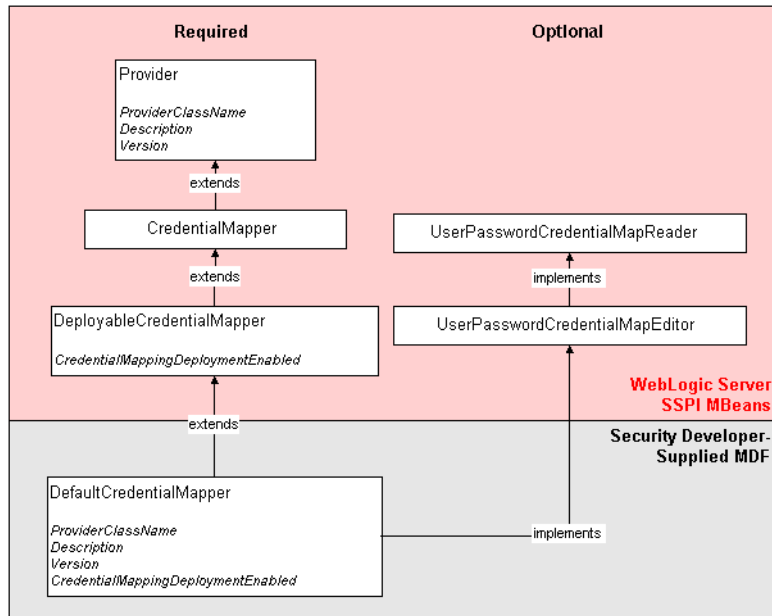 Required
Optional
Provider
ProviderClassName
Description
Version
extends
CredentialMapper
UserPasswordCredentialMapReader
extends
implements
DeployableCredentialMapper
CredentialMappingDeploymentEnabled
UserPasswordCredentialMapEditor
WebLogic Server
SSPI MBeans
extends
Security Developer-
Supplied MDF
DefaultCredentialMapper
ProviderClassName
Description
Version
CredentialMappingDeploymentEnabled
implements